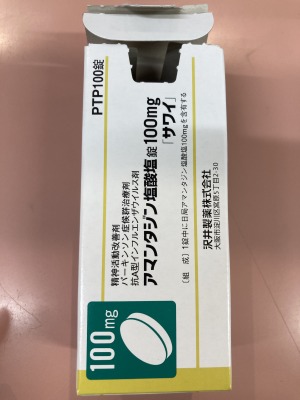 PTP100錠
精神活動改善剤
パーキンソン症候群治療剤
抗A型インフルエンザウイルス剤
アマンタジン塩酸塩錠100mg
「サワイ」
〔組 成〕1錠中に日局アマンタジン塩酸塩100mgを含有する
沢井製薬株式会社
大阪市淀川区宮原5丁目2-30
100mg